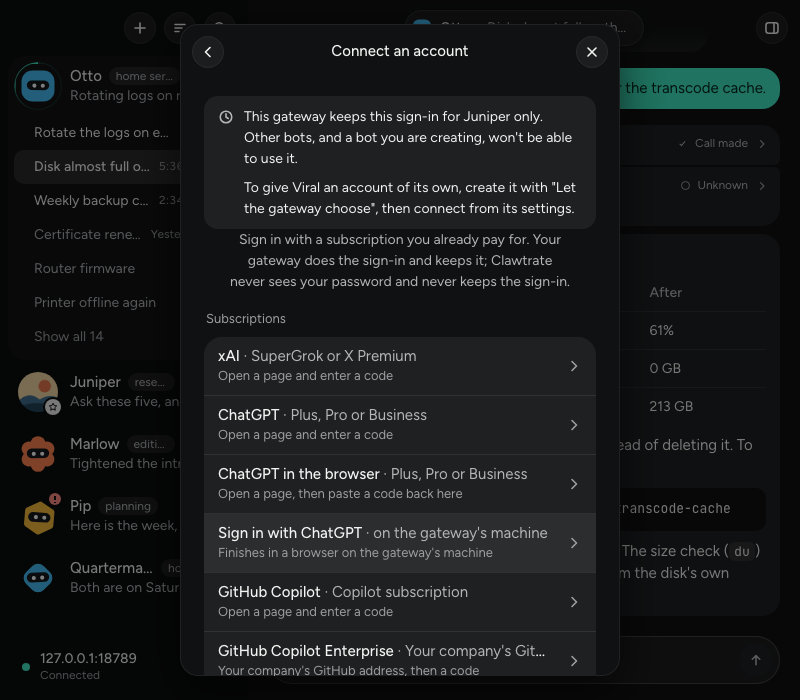 Connect an account
This gateway keeps this sign-in for Juniper only.
Other bots, and a bot you are creating, won't be able
to use it.
To give Viral an account of its own, create it with "Let
the gateway choose", then connect from its settings.
Sign in with a subscription you already pay for. Your
gateway does the sign-in and keeps it; Clawtrate
never sees your password and never keeps the sign-in.
Subscriptions
xAI · SuperGrok or X Premium
Open a page and enter a code
ChatGPT · Plus, Pro or Business
Open a page and enter a code
ChatGPT in the browser · Plus, Pro or Business
Open a page, then paste a code back here
Sign in with ChatGPT · on the gateway's machine
Finishes in a browser on the gateway's machine
GitHub Copilot · Copilot subscription
Open a page and enter a code
GitHub Copilot Enterprise · Your company's Git...
Your company's GitHub address, then a code
Otto home ser...
Rotating logs on
Rotate the logs on e...
Disk almost full o... 5:36
Weekly backup c... 2:34
Certificate rene... Yeste
Router firmware
Printer offline again
Show all 14
Juniper rese...
Ask these five, an
Marlow editi...
Tightened the int
Pip planning
Here is the week,
Quarterma... ho
Both are on Satur
127.0.0.1:18789
Connected
the transcode cache.
Call made
Unknown
After
61%
0 GB
213 GB
ead of deleting it. To
transcode-cache
The size check ( du )
m the disk's own